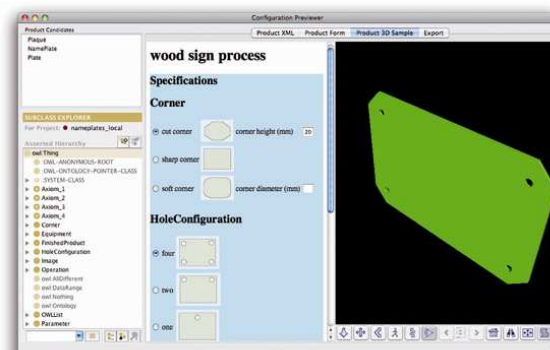 Configuration Previewer
Product Candidates
Plaque
NamePlate
Plate
SUBCLASS EXPLORER
For Project: nameplates_local
Asserted Hierarchy
owl:Thing
:OWL-ANONYMOUS-ROOT
:OWL-ONTOLOGY-POINTER-CLASS
:SYSTEM-CLASS
Axiom_1
Axiom_2
Axiom_3
Axiom_4
Corner
Equipment
FinishedProduct
HoleConfiguration
Image
Operation
owl:AllDifferent
owl:DataRange
owl:Nothing
owl:Ontology
OWLList
Parameter
Product XML
Product Form
Product 3D Sample
Export
wood sign process
Specifications
Corner
cut corner
corner height (mm)
20
sharp corner
soft corner
corner diameter (mm)
HoleConfiguration
four
two
one